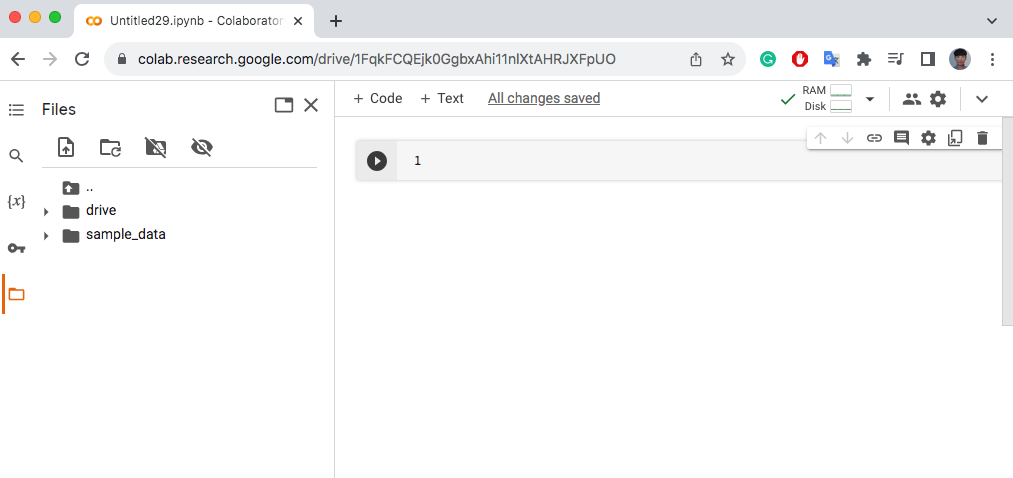 Untitled29.ipynb - Colaborator
colab.research.google.com/drive/1FqkFCQEjk0GgbxAhi11nIXtAHRJXFpUO
Files
+ Code + Text All changes saved
RAM
Disk
{x}
1
..
drive
sample_data